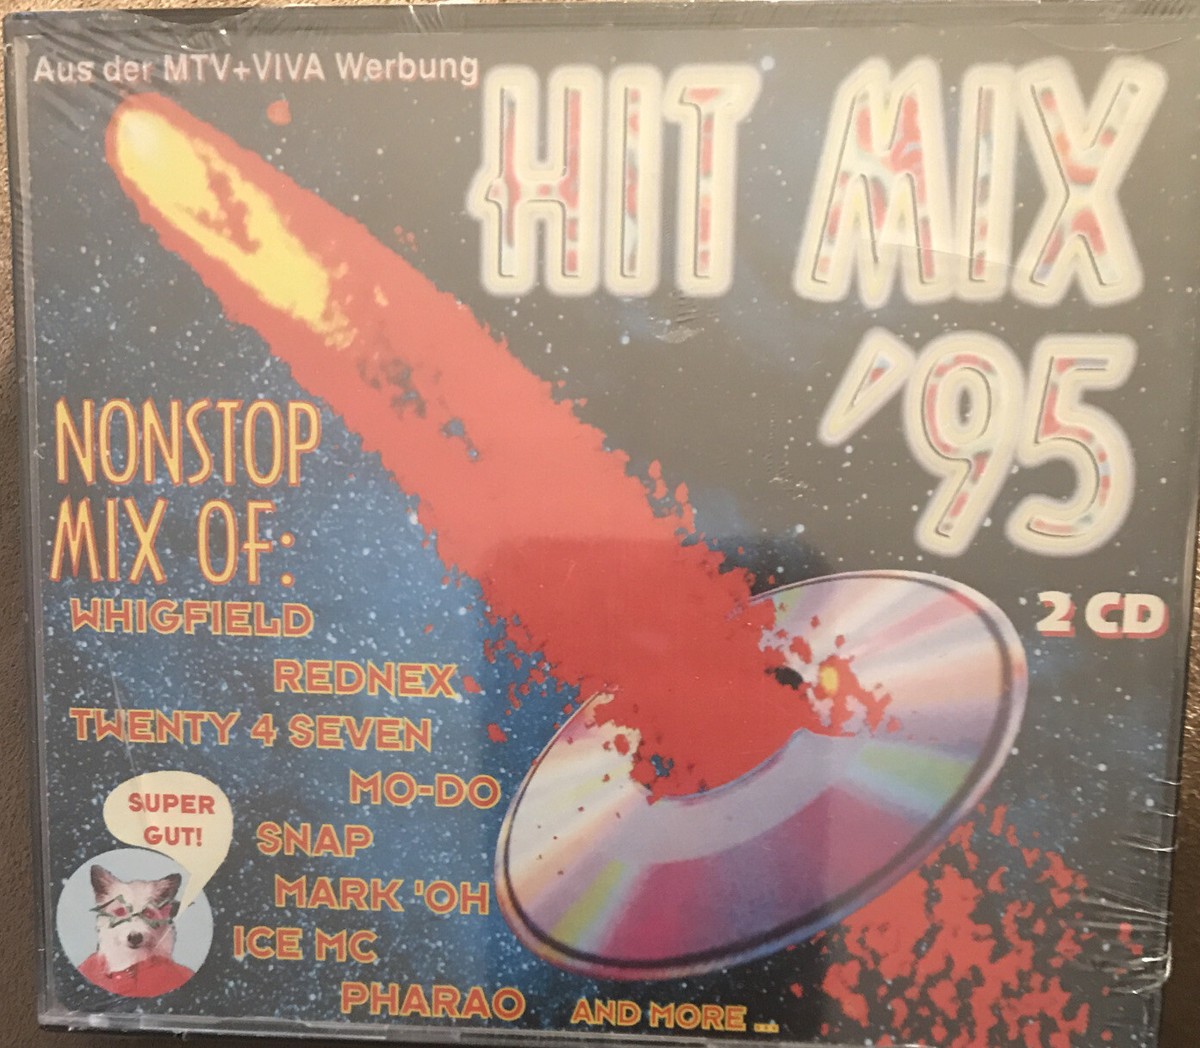 Aus der MTV+VIVA Werbung
HIT MIX
'95
2 CD
NONSTOP
MIX OF:
WHIGFIELD
REDNEX
TWENTY 4 SEVEN
MO-DO
SNAP
MARK 'OH
ICE MC
PHARAO
AND MORE ...
SUPER
GUT!